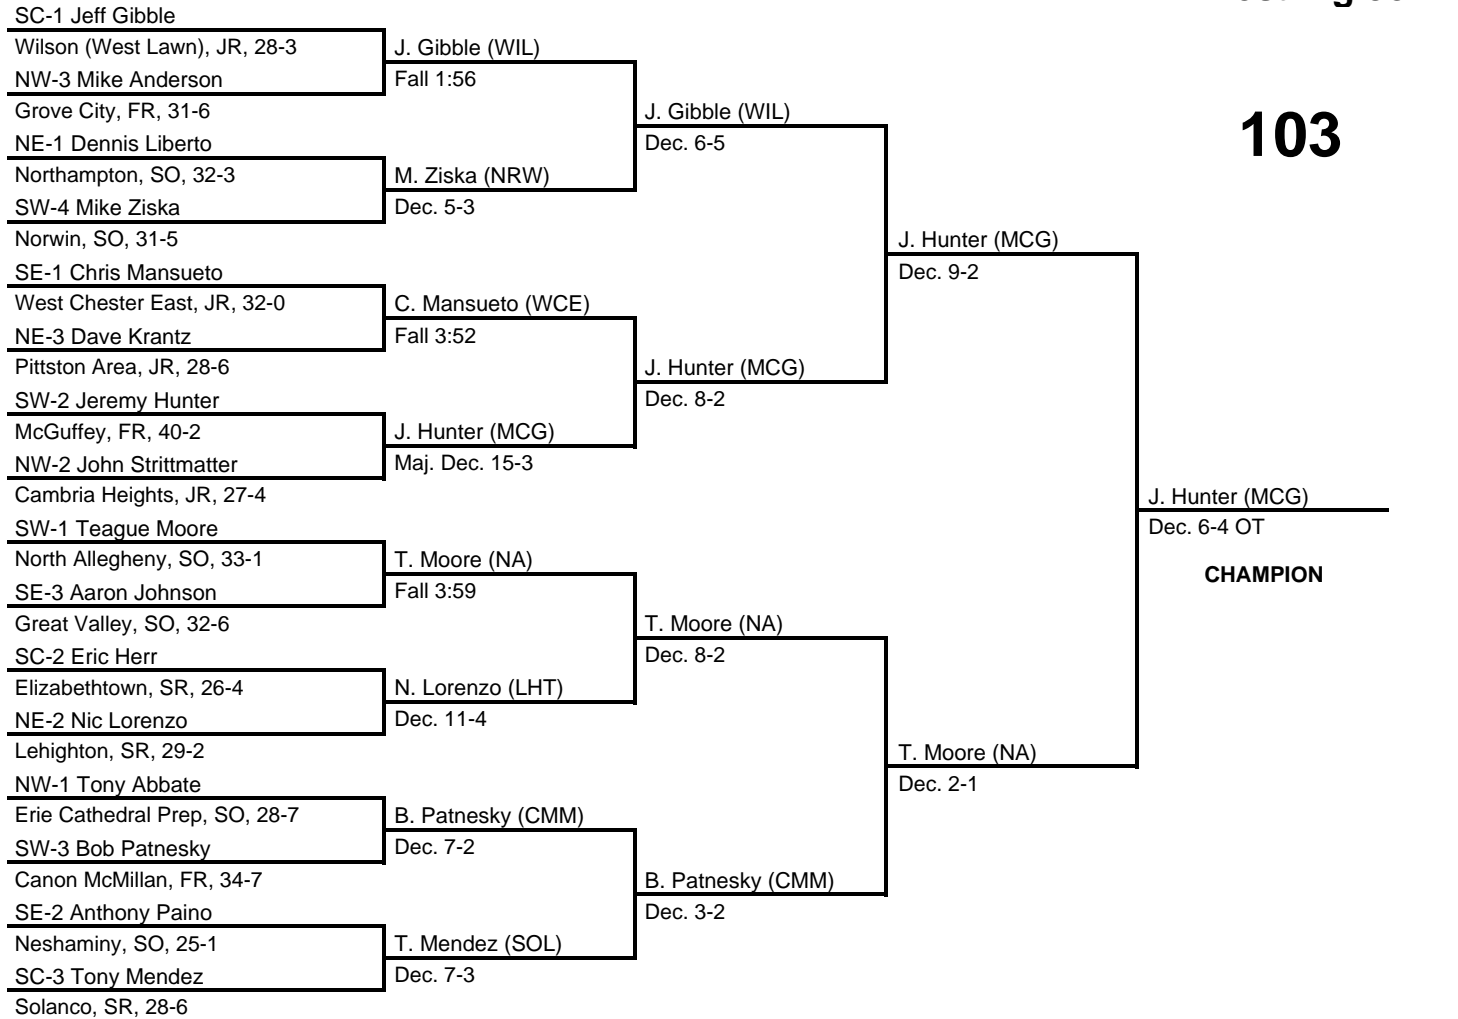 SC-1 Jeff Gibble
Wilson (West Lawn), JR, 28-3
NW-3 Mike Anderson
Grove City, FR, 31-6
NE-1 Dennis Liberto
Northampton, SO, 32-3
SW-4 Mike Ziska
Norwin, SO, 31-5
SE-1 Chris Mansueto
West Chester East, JR, 32-0
NE-3 Dave Krantz
Pittston Area, JR, 28-6
SW-2 Jeremy Hunter
McGuffey, FR, 40-2
NW-2 John Strittmatter
Cambria Heights, JR, 27-4
SW-1 Teague Moore
North Allegheny, SO, 33-1
SE-3 Aaron Johnson
Great Valley, SO, 32-6
SC-2 Eric Herr
Elizabethtown, SR, 26-4
NE-2 Nic Lorenzo
Lehighton, SR, 29-2
NW-1 Tony Abbate
Erie Cathedral Prep, SO, 28-7
SW-3 Bob Patnesky
Canon McMillan, FR, 34-7
SE-2 Anthony Paino
Neshaminy, SO, 25-1
SC-3 Tony Mendez
Solanco, SR, 28-6
J. Gibble (WIL)
Fall 1:56
M. Ziska (NRW)
Dec. 5-3
C. Mansueto (WCE)
Fall 3:52
J. Hunter (MCG)
Maj. Dec. 15-3
T. Moore (NA)
Fall 3:59
N. Lorenzo (LHT)
Dec. 11-4
B. Patnesky (CMM)
Dec. 7-2
T. Mendez (SOL)
Dec. 7-3
J. Gibble (WIL)
Dec. 6-5
J. Hunter (MCG)
Dec. 8-2
T. Moore (NA)
Dec. 8-2
B. Patnesky (CMM)
Dec. 3-2
J. Hunter (MCG)
Dec. 9-2
T. Moore (NA)
Dec. 2-1
103
J. Hunter (MCG)
Dec. 6-4 OT
CHAMPION